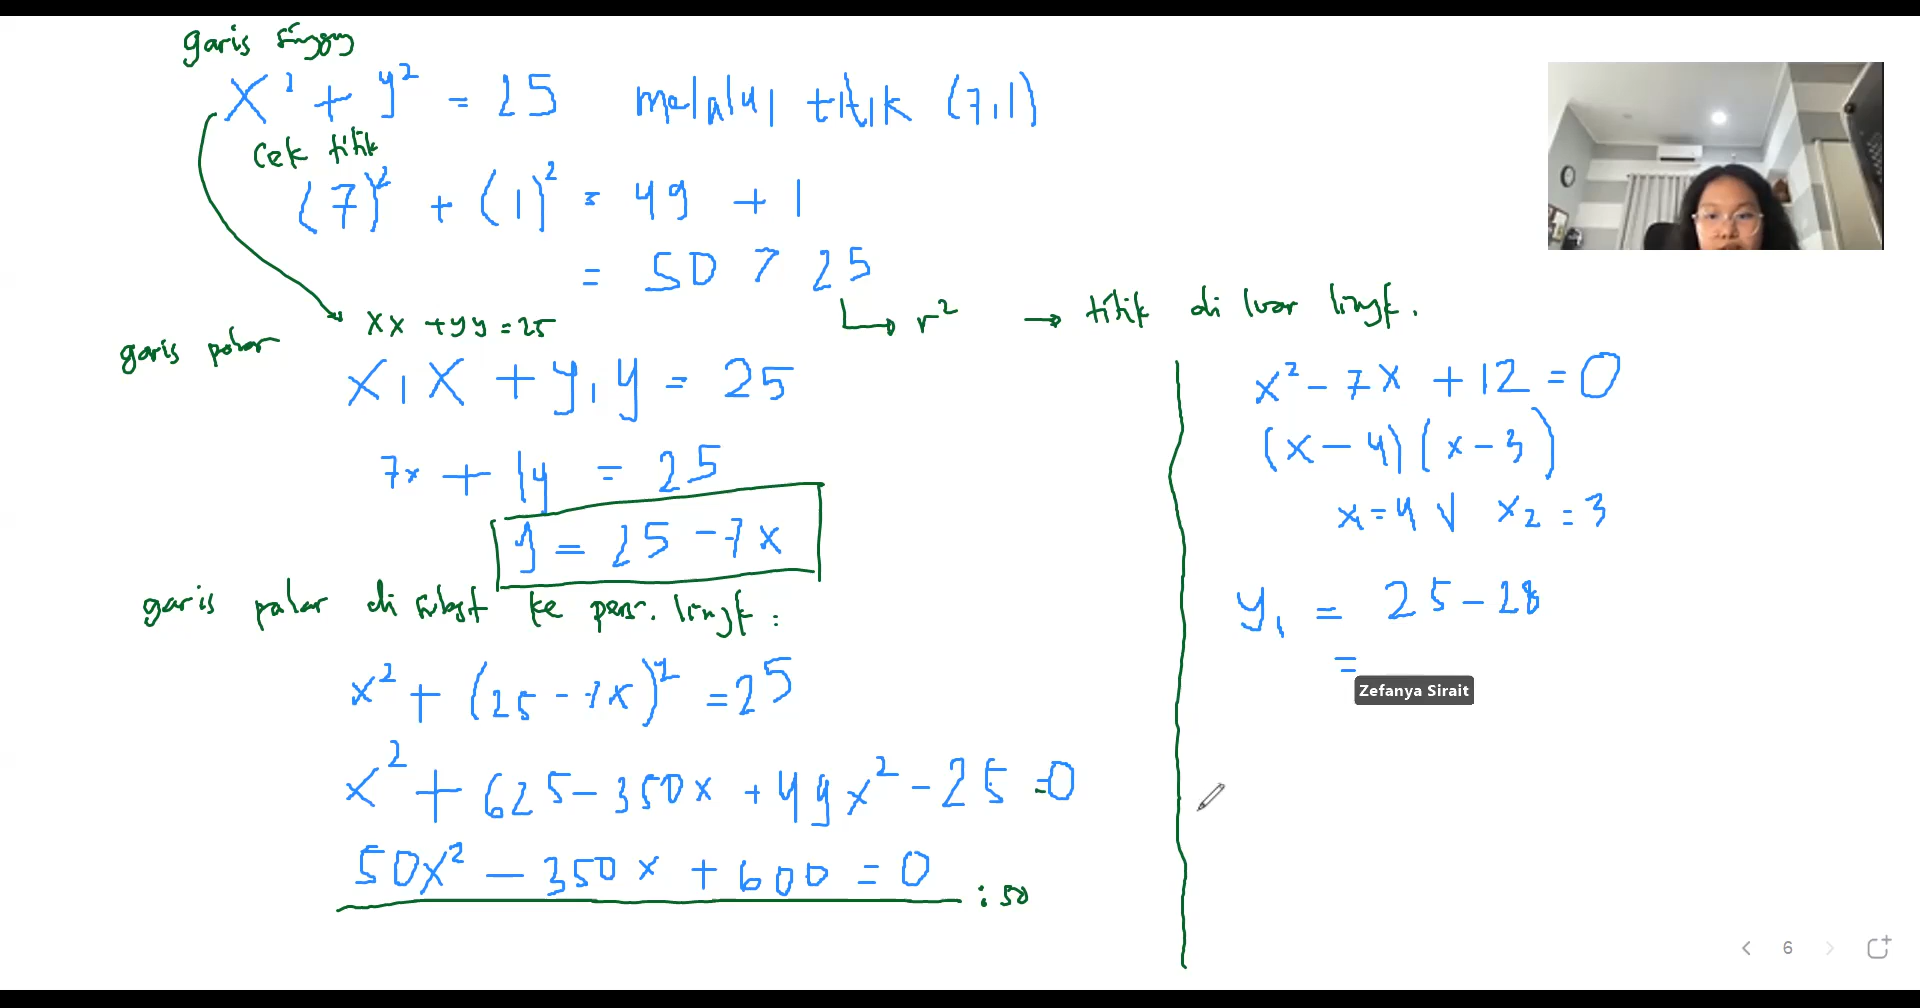 garis singg
x² + y² = 25 melalui titik (7,1)
cek titik
(7)² + (1)² = 49 + 1
= 50 > 25
↳ r² → titik di luar lingk.
garis polar
xx + yy = 25
x₁x + y₁y = 25
7x + 1y = 25
y = 25 - 7x
garis polar di subst ke pers. lingk :
x² + (25 - 7x)² = 25
x² + 625 - 350x + 49x² - 25 = 0
50x² - 350x + 600 = 0 : 50
x² - 7x + 12 = 0
(x - 4) (x - 3)
x₁ = 4 V x₂ = 3
y₁ = 25 - 28
=
Zefanya Sirait
6